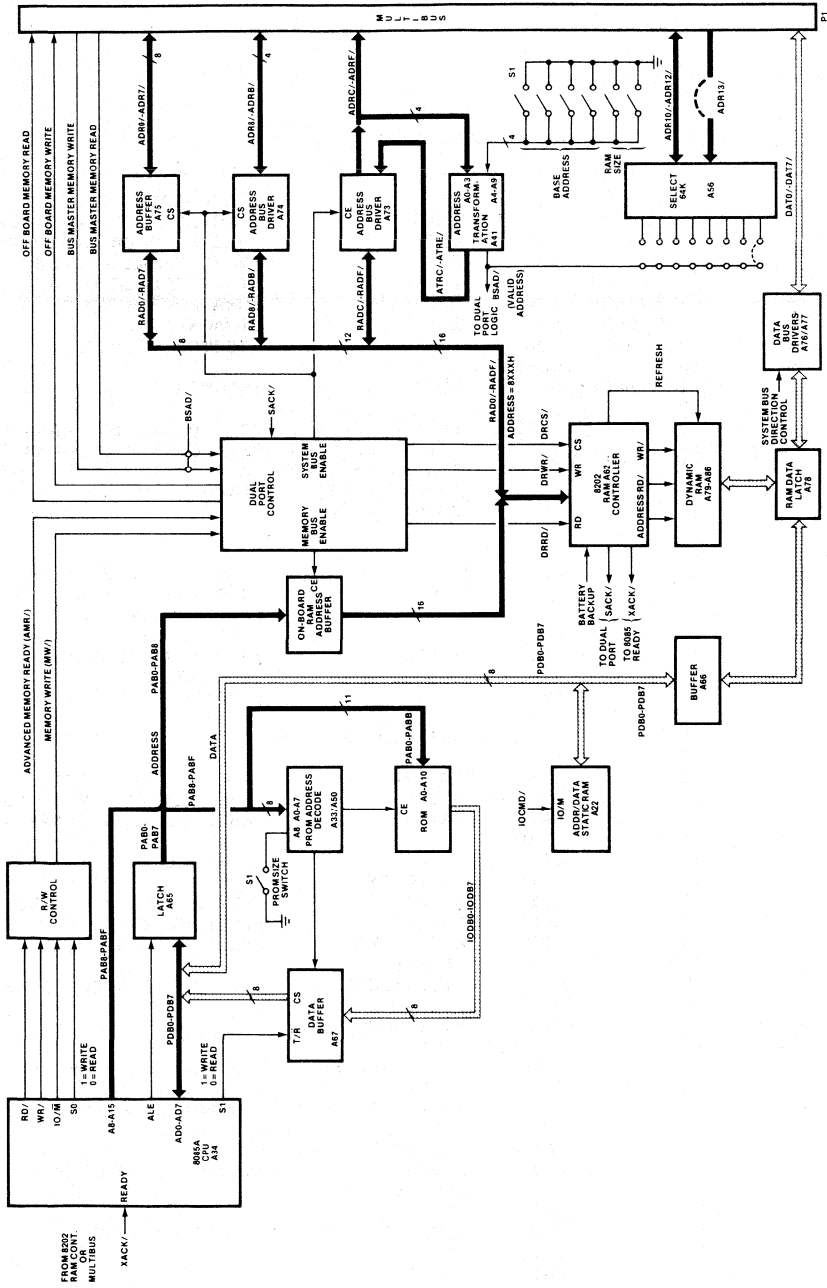 MULTIBUS
P1
OFF BOARD MEMORY READ
OFF BOARD MEMORY WRITE
BUS MASTER MEMORY WRITE
BUS MASTER MEMORY READ
ADR0/-ADR7/
8
ADR8/-ADRB/
4
ADRC/-ADRF/
4
ADR10/-ADR12/
ADR13/
DAT0/-DAT7/
ADDRESS
BUFFER
A75
CS
CS
ADDRESS
BUS
DRIVER
A74
CE
ADDRESS
BUS
DRIVER
A73
ADDRESS A0-A3
TRANSFORM-
ATION
A41
A4-A9
S1
4
BASE
ADDRESS
RAM
SIZE
SELECT
64K
A56
RAD0/-RAD7/
RAD8/-RADB/
RADC/-RADF/
ATRC/-ATRE/
TO DUAL
PORT
LOGIC
BSAD/
(VALID
ADDRESS)
8
12
16
RAD0/-RADF/
ADDRESS = 8XXXH
BSAD/
SACK/
DUAL
PORT
CONTROL
SYSTEM
BUS
ENABLE
MEMORY
BUS
ENABLE
DRCS/
DRWR/
DRRD/
CS
WR
RD
8202
RAM A62
CONTROLLER
WR/
RD/
ADDRESS
REFRESH
DYNAMIC
RAM
A79-A86
DATA
BUS
DRIVERS-
A76/A77
SYSTEM BUS
DIRECTION
CONTROL
RAM DATA
LATCH
A78
BATTERY
BACKUP
TO DUAL
PORT
SACK/
TO 8085
READY
XACK/
ADVANCED MEMORY READY (AMR/)
MEMORY WRITE (MW/)
ON-BOARD
RAM
ADDRESS
BUFFER
CE
16
ADDRESS
PAB0-PAB8
PAB8-PABF
PAB0-
PAB7
DATA
11
PAB0-PABB
8
PDB0-PDB7
PDB0-PDB7
BUFFER
A66
8
A8 A0-A7
PROM ADDRESS
DECODE
A33/A50
CE
A0-A10
ROM
IOCMD/
IO/M
ADDR/DATA
STATIC RAM
A22
S1
PROM SIZE
SWITCH
IODB0-IODB7
8
R/W
CONTROL
LATCH
A65
PAB8-PABF
PDB0-PDB7
8
CS
T/R
DATA
BUFFER
A67
RD/
WR/
IO/M
S0
1 = WRITE
0 = READ
A8-A15
ALE
AD0-AD7
S1
1 = WRITE
0 = READ
8085A
CPU
A34
READY
XACK/
FROM 8202
RAM CONT.
OR
MULTIBUS